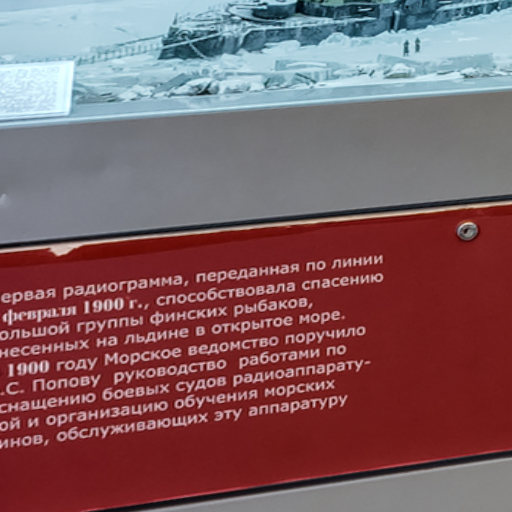 ервая радиограмма, переданная по линии
февраля 1900 г., способствовала спасению
ольшой группы финских рыбаков,
несенных на льдине в открытое море.
1900 году Морское ведомство поручило
.С. Попову руководство работами по
снащению боевых судов радиоаппарату-
ой и организацию обучения морских
инов, обслуживающих эту аппаратуру